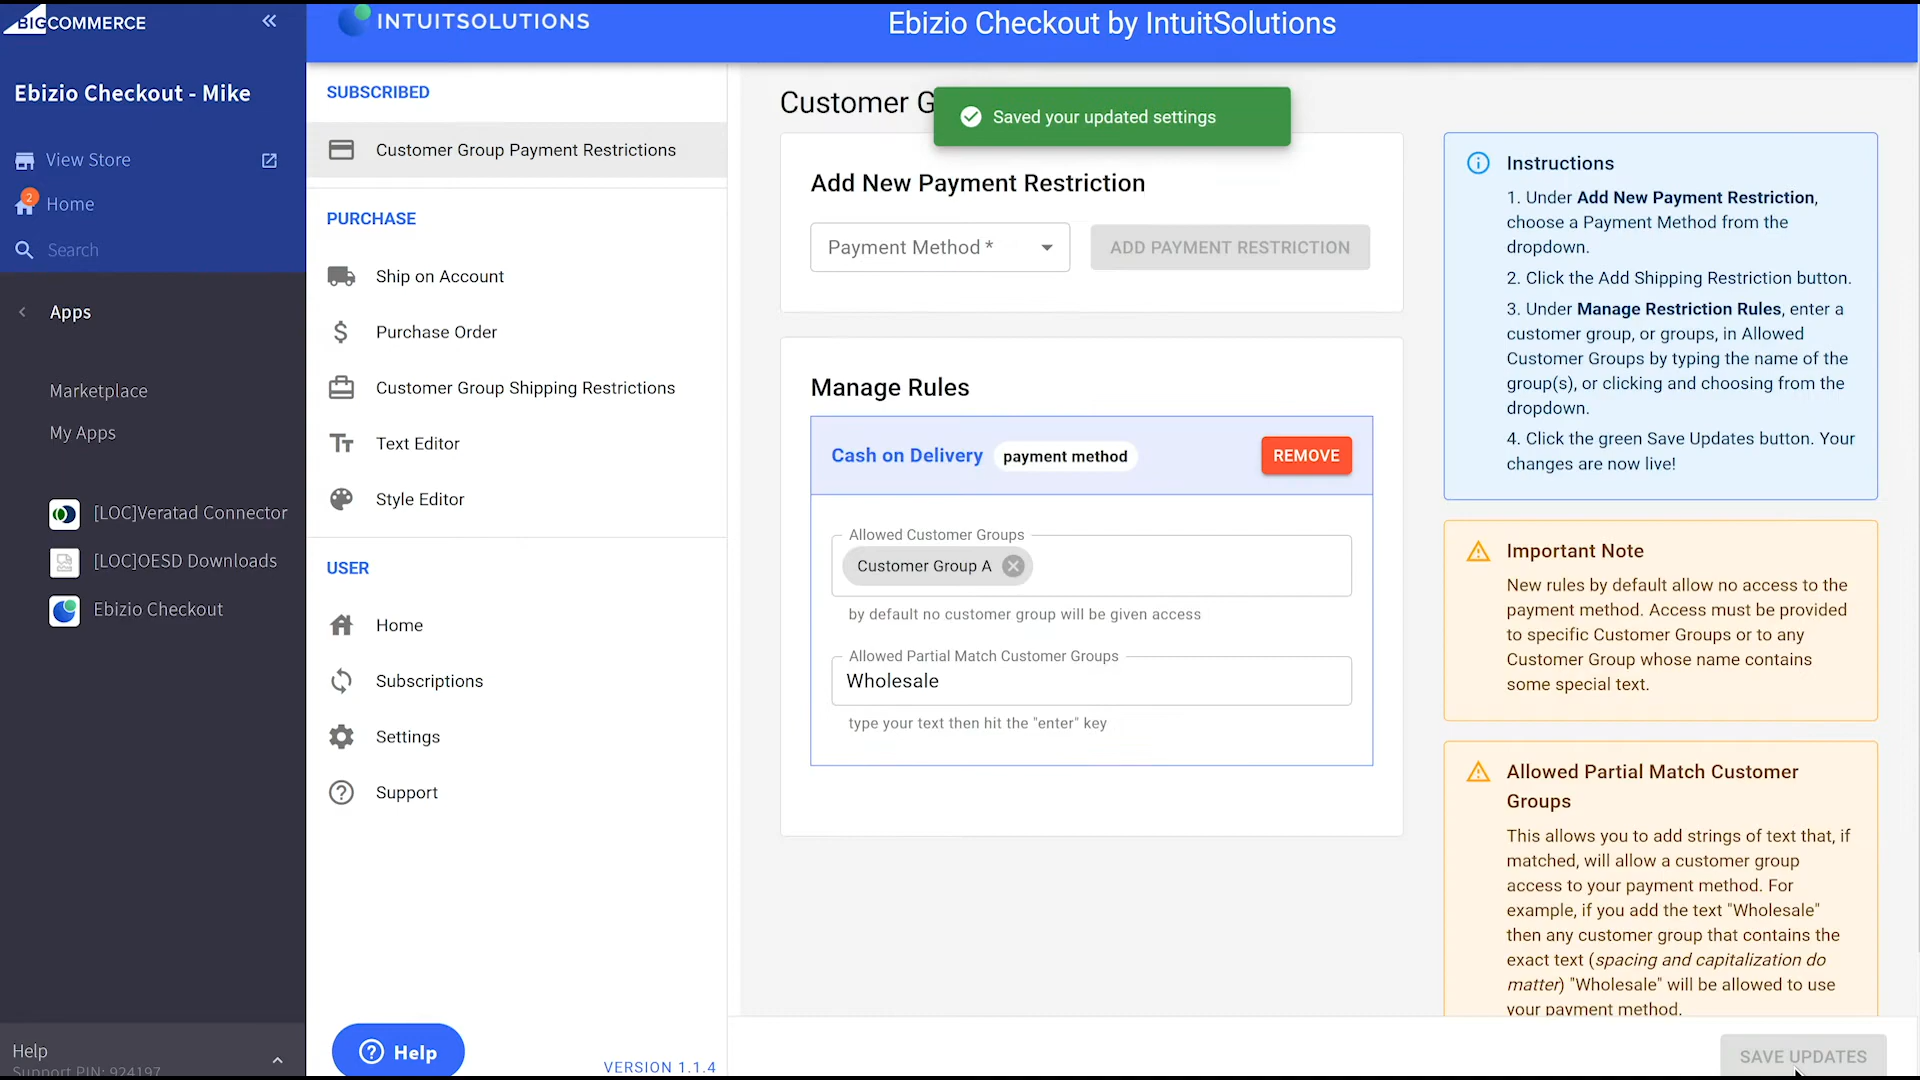 BIGCOMMERCE
Ebizio Checkout - Mike
View Store
2
Home
Search
Apps
Marketplace
My Apps
[LOC]Veratad Connector
[LOC]OESD Downloads
Ebizio Checkout
Help
Support PIN: 924197
INTUITSOLUTIONS
Ebizio Checkout by IntuitSolutions
SUBSCRIBED
Customer Group Payment Restrictions
PURCHASE
Ship on Account
Purchase Order
Customer Group Shipping Restrictions
Text Editor
Style Editor
USER
Home
Subscriptions
Settings
Support
Help
VERSION 1.1.4
Customer G
Saved your updated settings
Add New Payment Restriction
Payment Method *
ADD PAYMENT RESTRICTION
Manage Rules
Cash on Delivery payment method
REMOVE
Allowed Customer Groups
Customer Group A
by default no customer group will be given access
Allowed Partial Match Customer Groups
Wholesale
type your text then hit the "enter" key
Instructions
1. Under Add New Payment Restriction,
choose a Payment Method from the
dropdown.
2. Click the Add Shipping Restriction button.
3. Under Manage Restriction Rules, enter a
customer group, or groups, in Allowed
Customer Groups by typing the name of the
group(s), or clicking and choosing from the
dropdown.
4. Click the green Save Updates button. Your
changes are now live!
Important Note
New rules by default allow no access to the
payment method. Access must be provided
to specific Customer Groups or to any
Customer Group whose name contains
some special text.
Allowed Partial Match Customer
Groups
This allows you to add strings of text that, if
matched, will allow a customer group
access to your payment method. For
example, if you add the text "Wholesale"
then any customer group that contains the
exact text (spacing and capitalization do
matter) "Wholesale" will be allowed to use
your payment method.
SAVE UPDATES